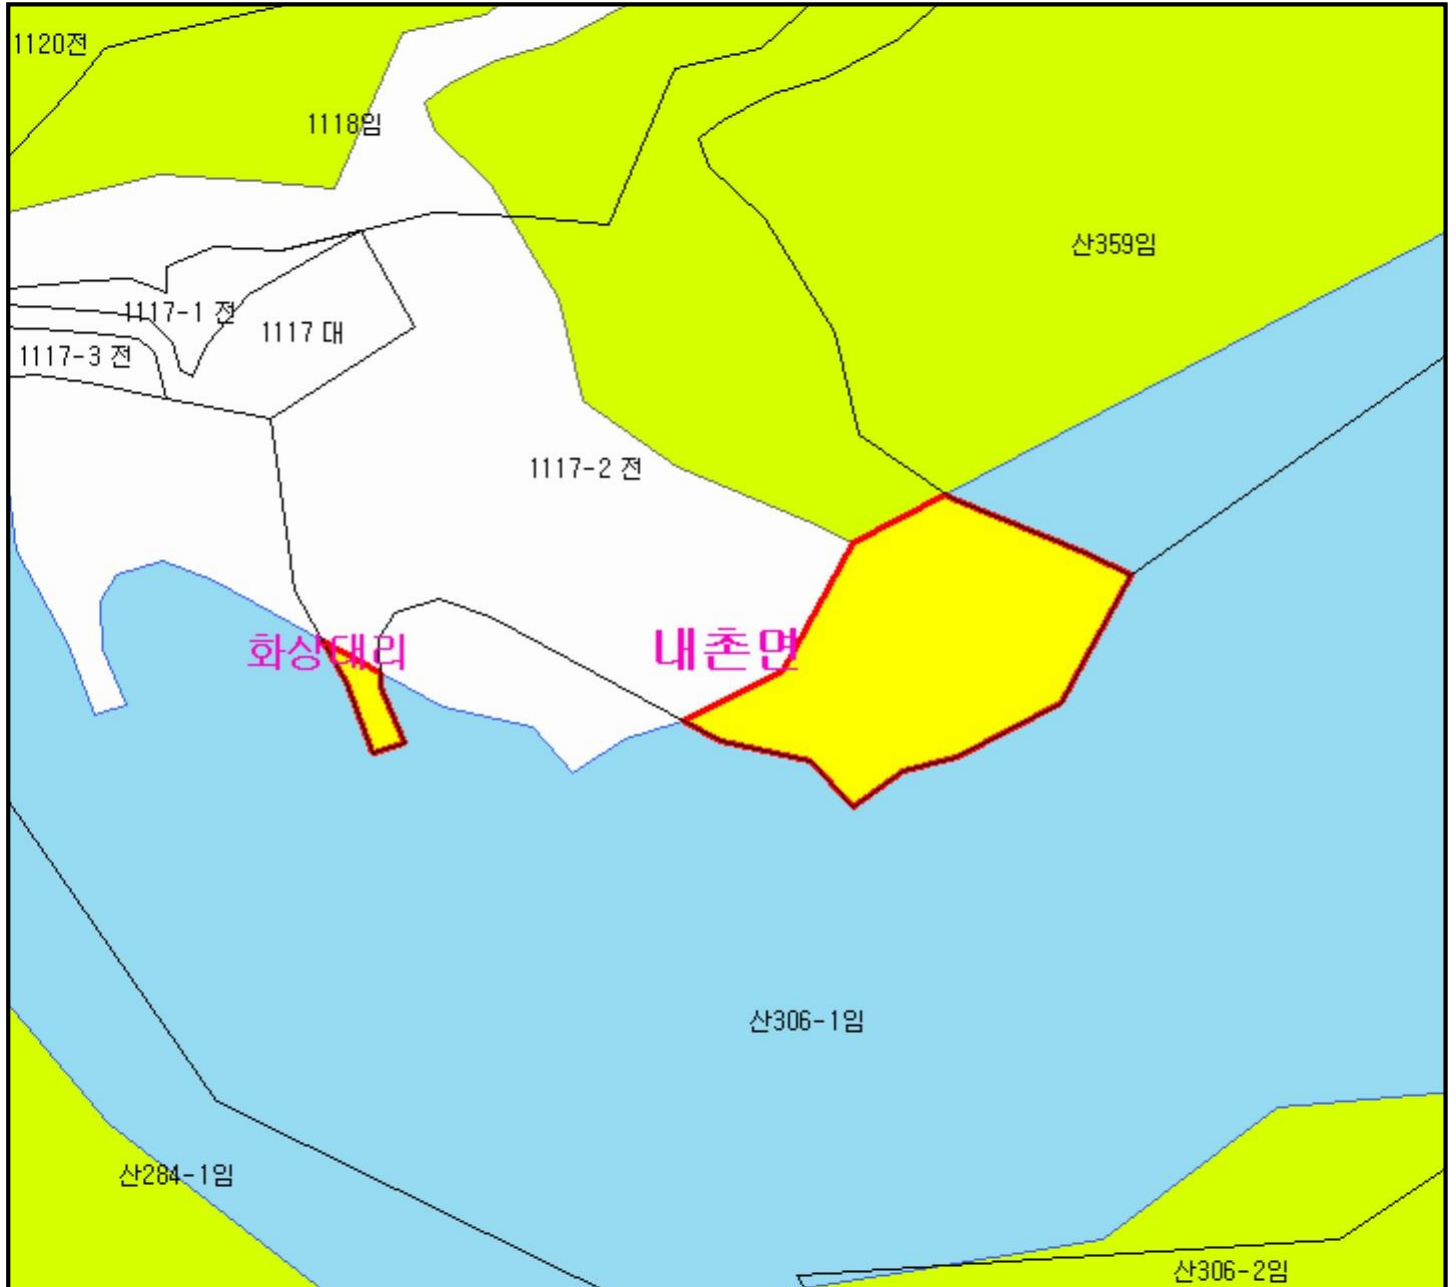 1120전
1118임
산359임
1117-1 전
1117 대
1117-3 전
1117-2 전
화상대리
내촌면
산306-1임
산284-1임
산306-2임